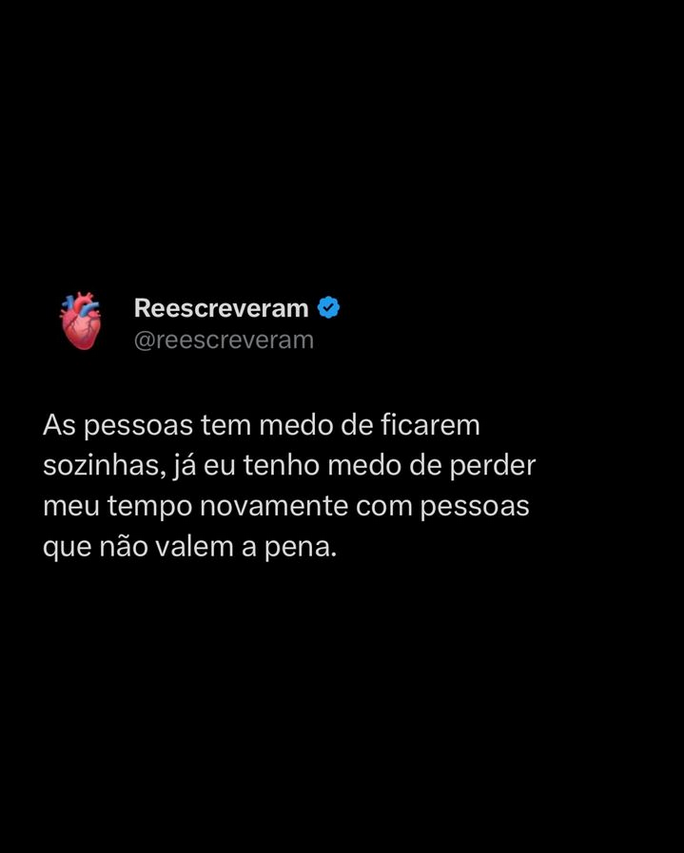 Reescreveram
@reescreveram
As pessoas tem medo de ficarem
sozinhas, já eu tenho medo de perder
meu tempo novamente com pessoas
que não valem a pena.